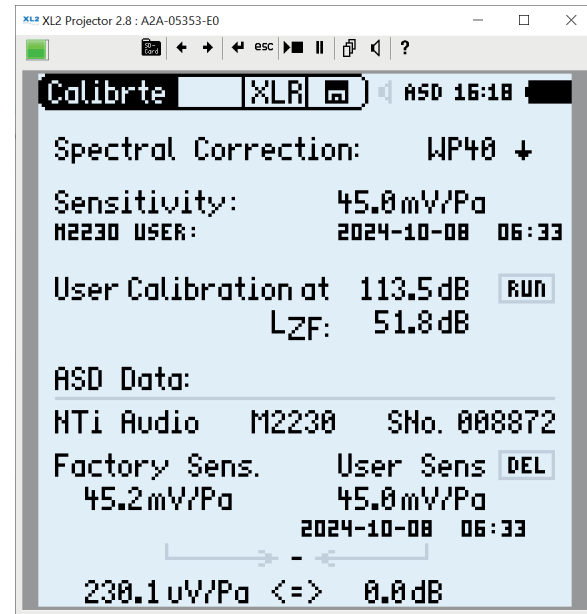 XL2 XL2 Projector 2.8 : A2A-05353-E0
SD-Card esc ?
Calibrte XLR ASD 16:18
Spectral Correction: WP40
Sensitivity: 45.0mV/Pa
M2230 USER: 2024-10-08 06:33
User Calibration at 113.5dB RUN
LZF: 51.8dB
ASD Data:
NTi Audio M2230 SNo. 008872
Factory Sens. User Sens DEL
45.2mV/Pa 45.0mV/Pa
2024-10-08 06:33
-
230.1uV/Pa <=> 0.0dB